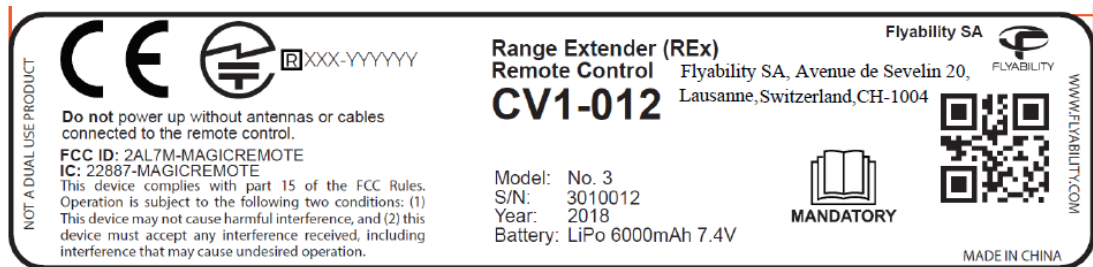 NOT A DUAL USE PRODUCT
CE
R XXX-YYYYYY
Do not power up without antennas or cables
connected to the remote control.
FCC ID: 2AL7M-MAGICREMOTE
IC: 22887-MAGICREMOTE
This device complies with part 15 of the FCC Rules.
Operation is subject to the following two conditions: (1)
This device may not cause harmful interference, and (2) this
device must accept any interference received, including
interference that may cause undesired operation.
Range Extender (REx)
Remote Control
CV1-012
Flyability SA
Flyability SA, Avenue de Sevelin 20,
Lausanne,Switzerland,CH-1004
FLYABILITY
Model: No. 3
S/N: 3010012
Year: 2018
Battery: LiPo 6000mAh 7.4V
MANDATORY
WWW.FLYABILITY.COM
MADE IN CHINA